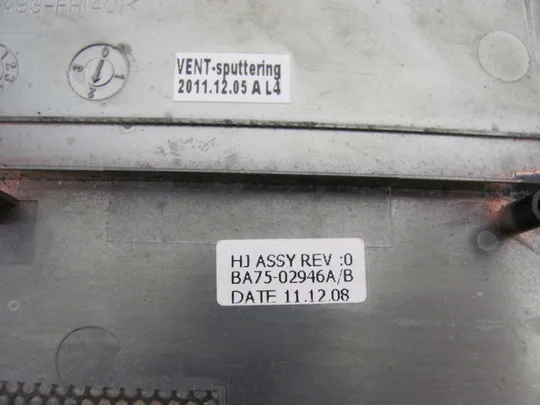 VENT-sputtering
2011.12.05 A L4
HJ ASSY REV :0
BA75-02946A/B
DATE 11.12.08